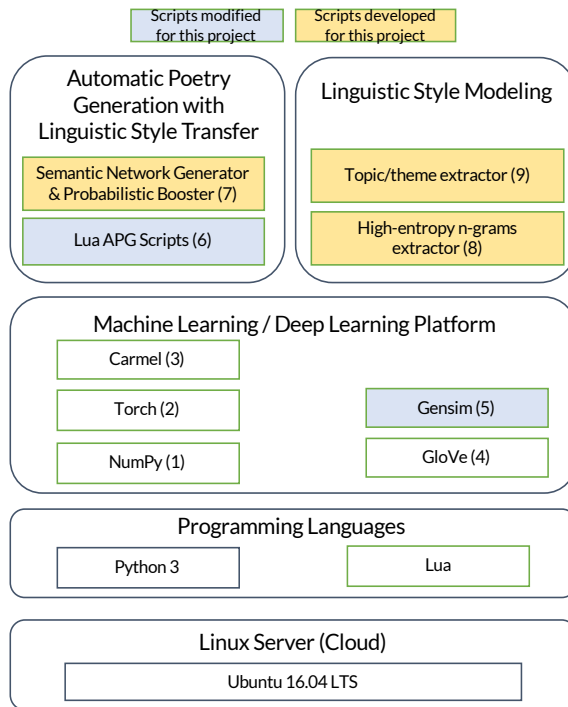 Scripts modified
for this project
Scripts developed
for this project
Automatic Poetry
Generation with
Linguistic Style Transfer
Semantic Network Generator
& Probabilistic Booster (7)
Lua APG Scripts (6)
Linguistic Style Modeling
Topic/theme extractor (9)
High-entropy n-grams
extractor (8)
Machine Learning / Deep Learning Platform
Carmel (3)
Torch (2)
NumPy (1)
Gensim (5)
GloVe (4)
Programming Languages
Python 3
Lua
Linux Server (Cloud)
Ubuntu 16.04 LTS